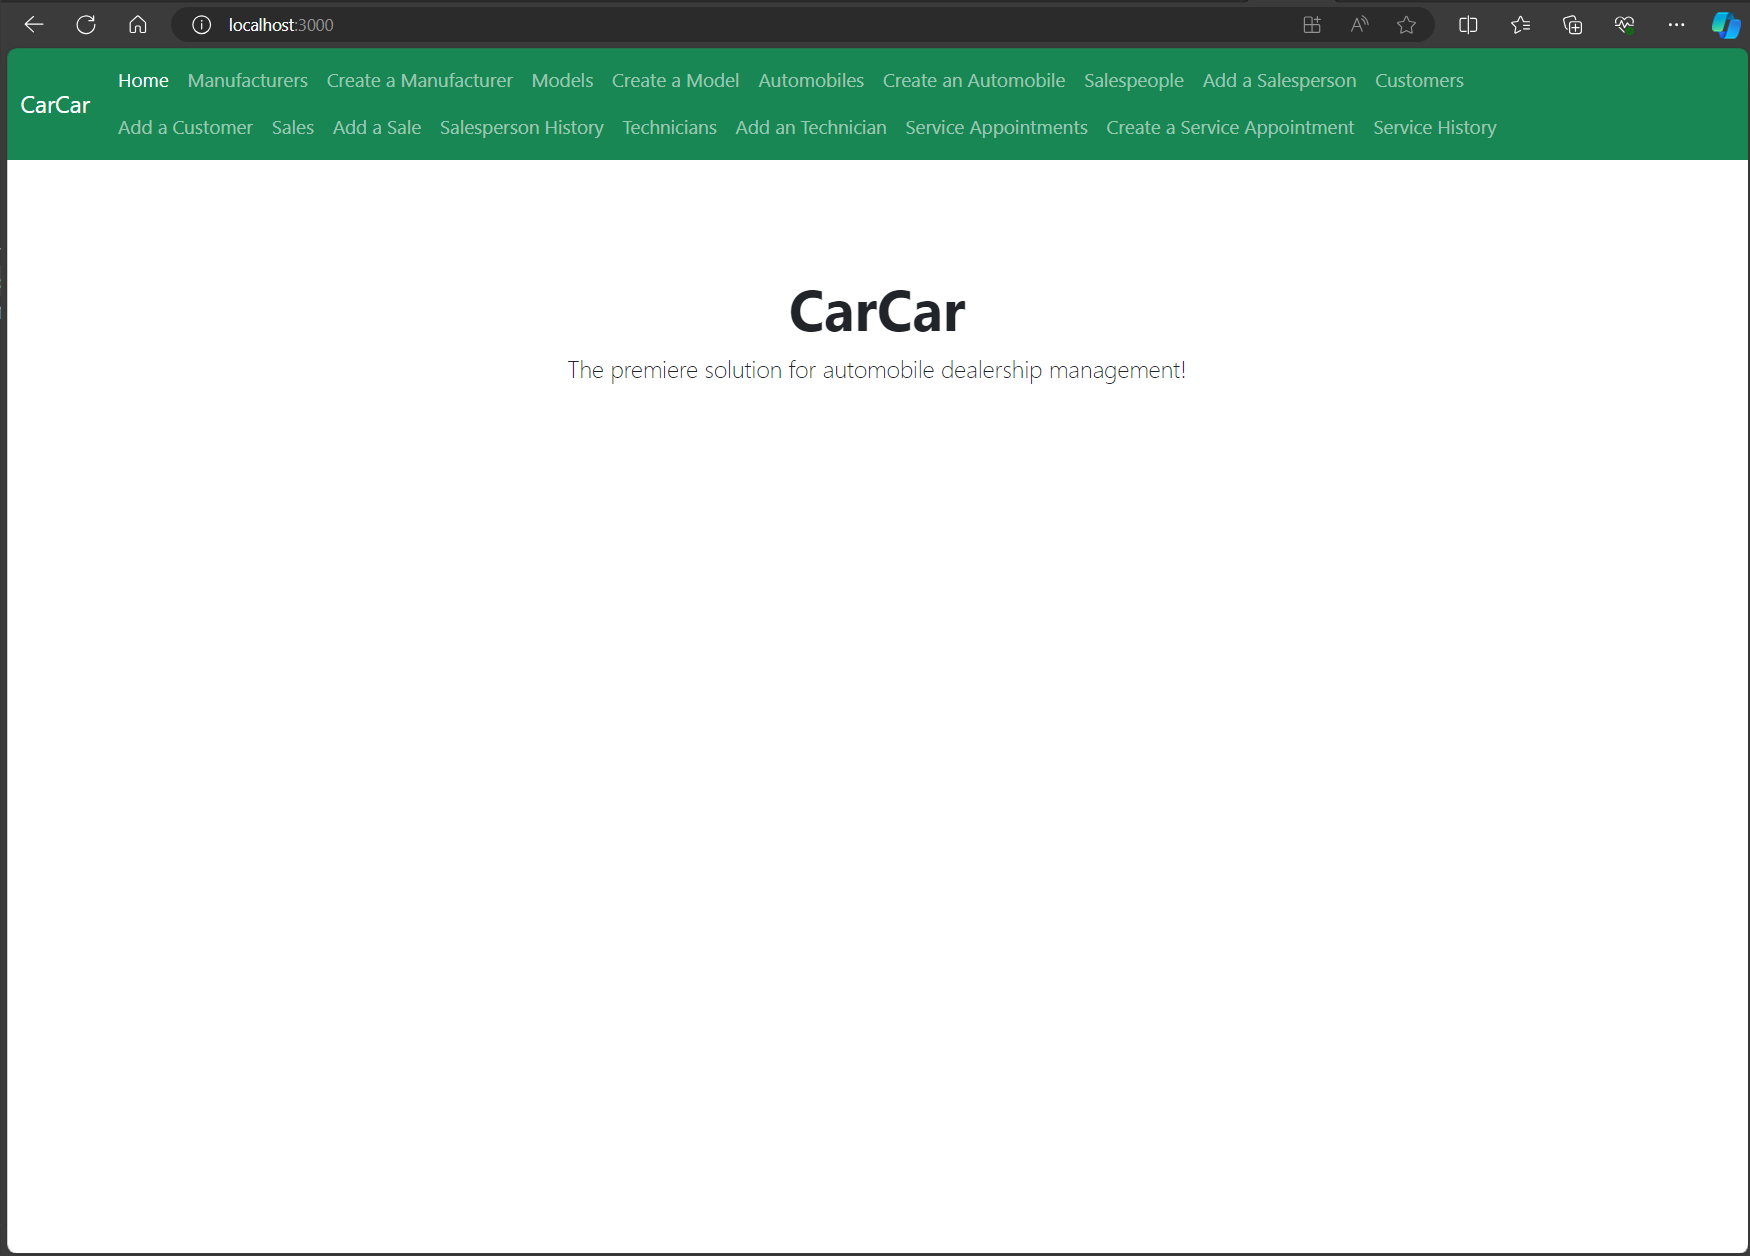 localhost:3000
CarCar
Home Manufacturers Create a Manufacturer Models Create a Model Automobiles Create an Automobile Salespeople Add a Salesperson Customers
Add a Customer Sales Add a Sale Salesperson History Technicians Add an Technician Service Appointments Create a Service Appointment Service History
CarCar
The premiere solution for automobile dealership management!